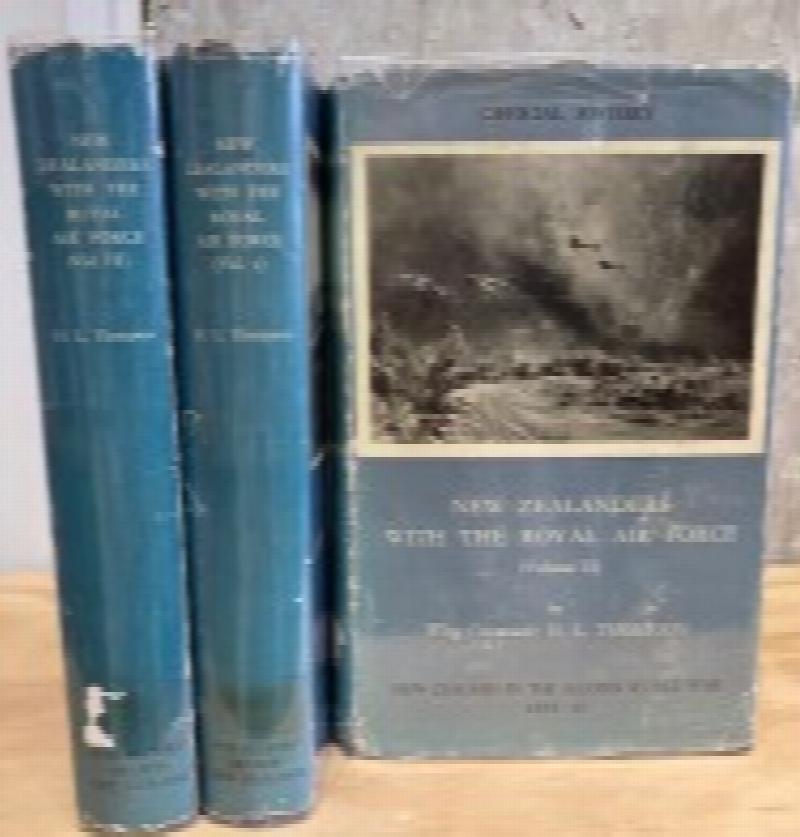 NEW
ZEALANDERS
WITH THE
ROYAL
AIR FORCE
H. L. Thompson
NEW
ZEALANDERS
WITH THE
ROYAL
AIR FORCE
H. L. Thompson
OFFICIAL HISTORY
NEW ZEALANDERS
WITH THE ROYAL AIR FORCE
(Volume II)
by
Wing Commander H. L. THOMPSON
NEW ZEALAND IN THE SECOND WORLD WAR